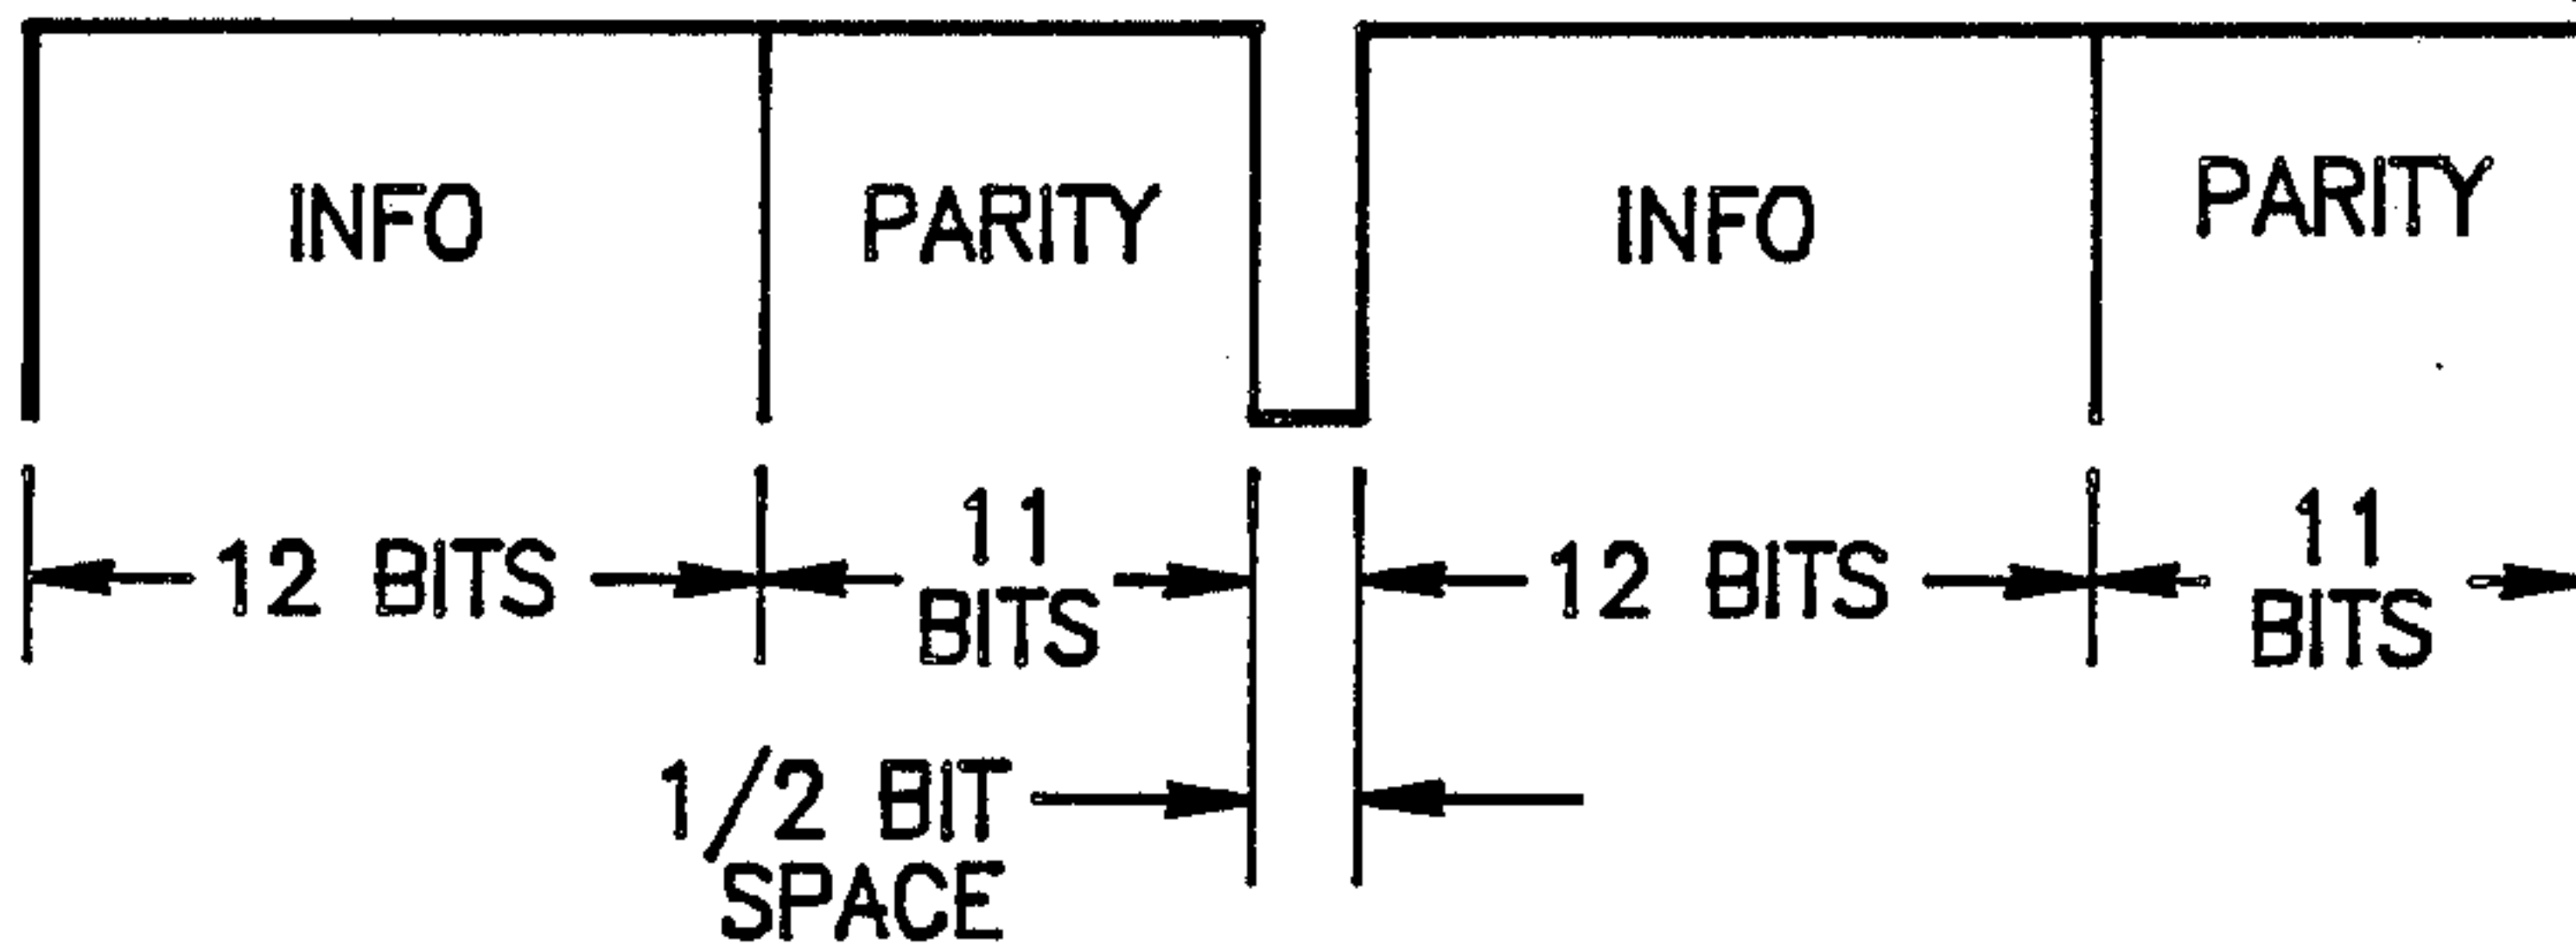 INFO
PARITY
INFO
PARITY
12 BITS
11
BITS
12 BITS
11
BITS
1/2 BIT
SPACE